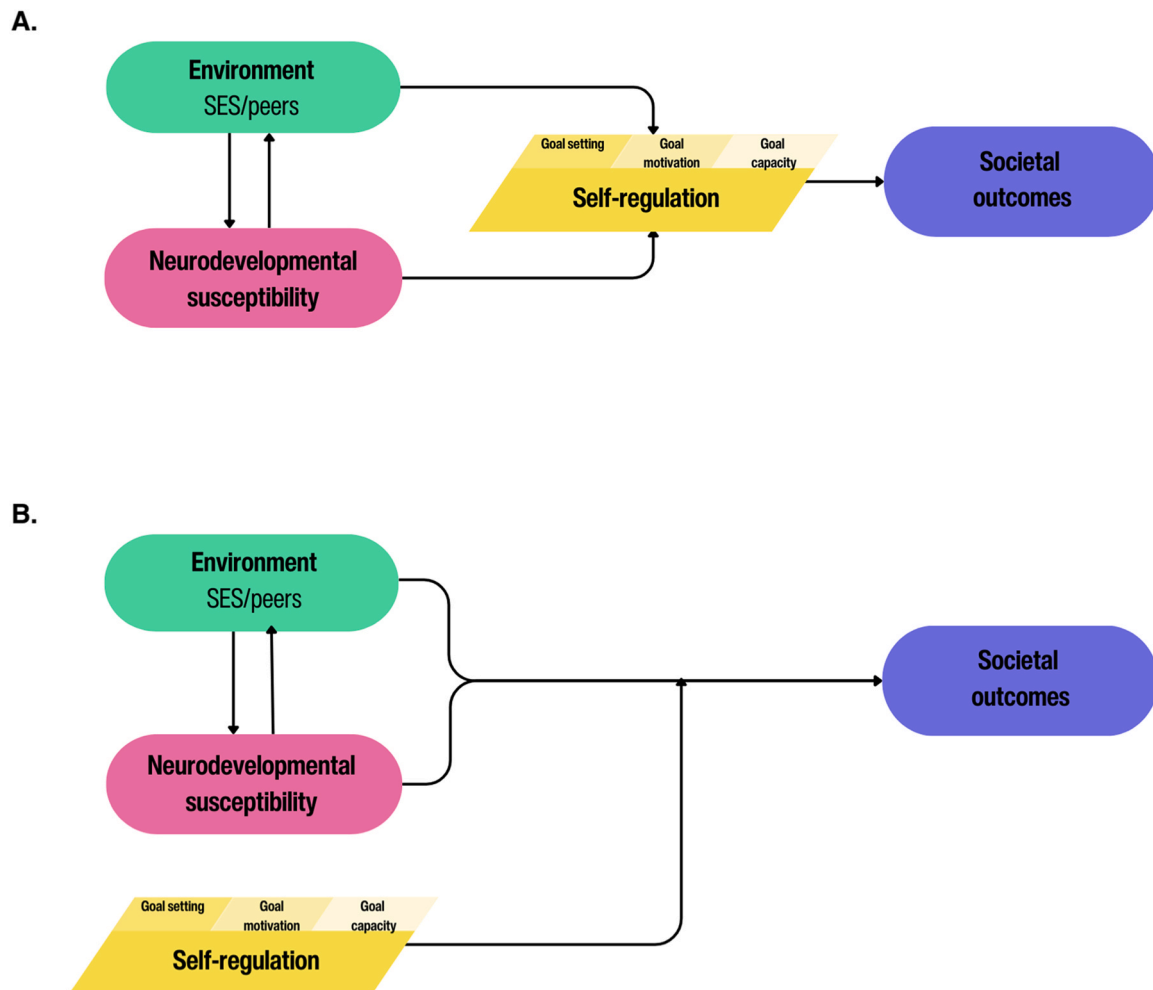 A.
Environment
SES/peers
Goal setting
Goal
motivation
Goal
capacity
Self-regulation
Societal
outcomes
Neurodevelopmental
susceptibility
B.
Environment
SES/peers
Societal
outcomes
Neurodevelopmental
susceptibility
Goal setting
Goal
motivation
Goal
capacity
Self-regulation